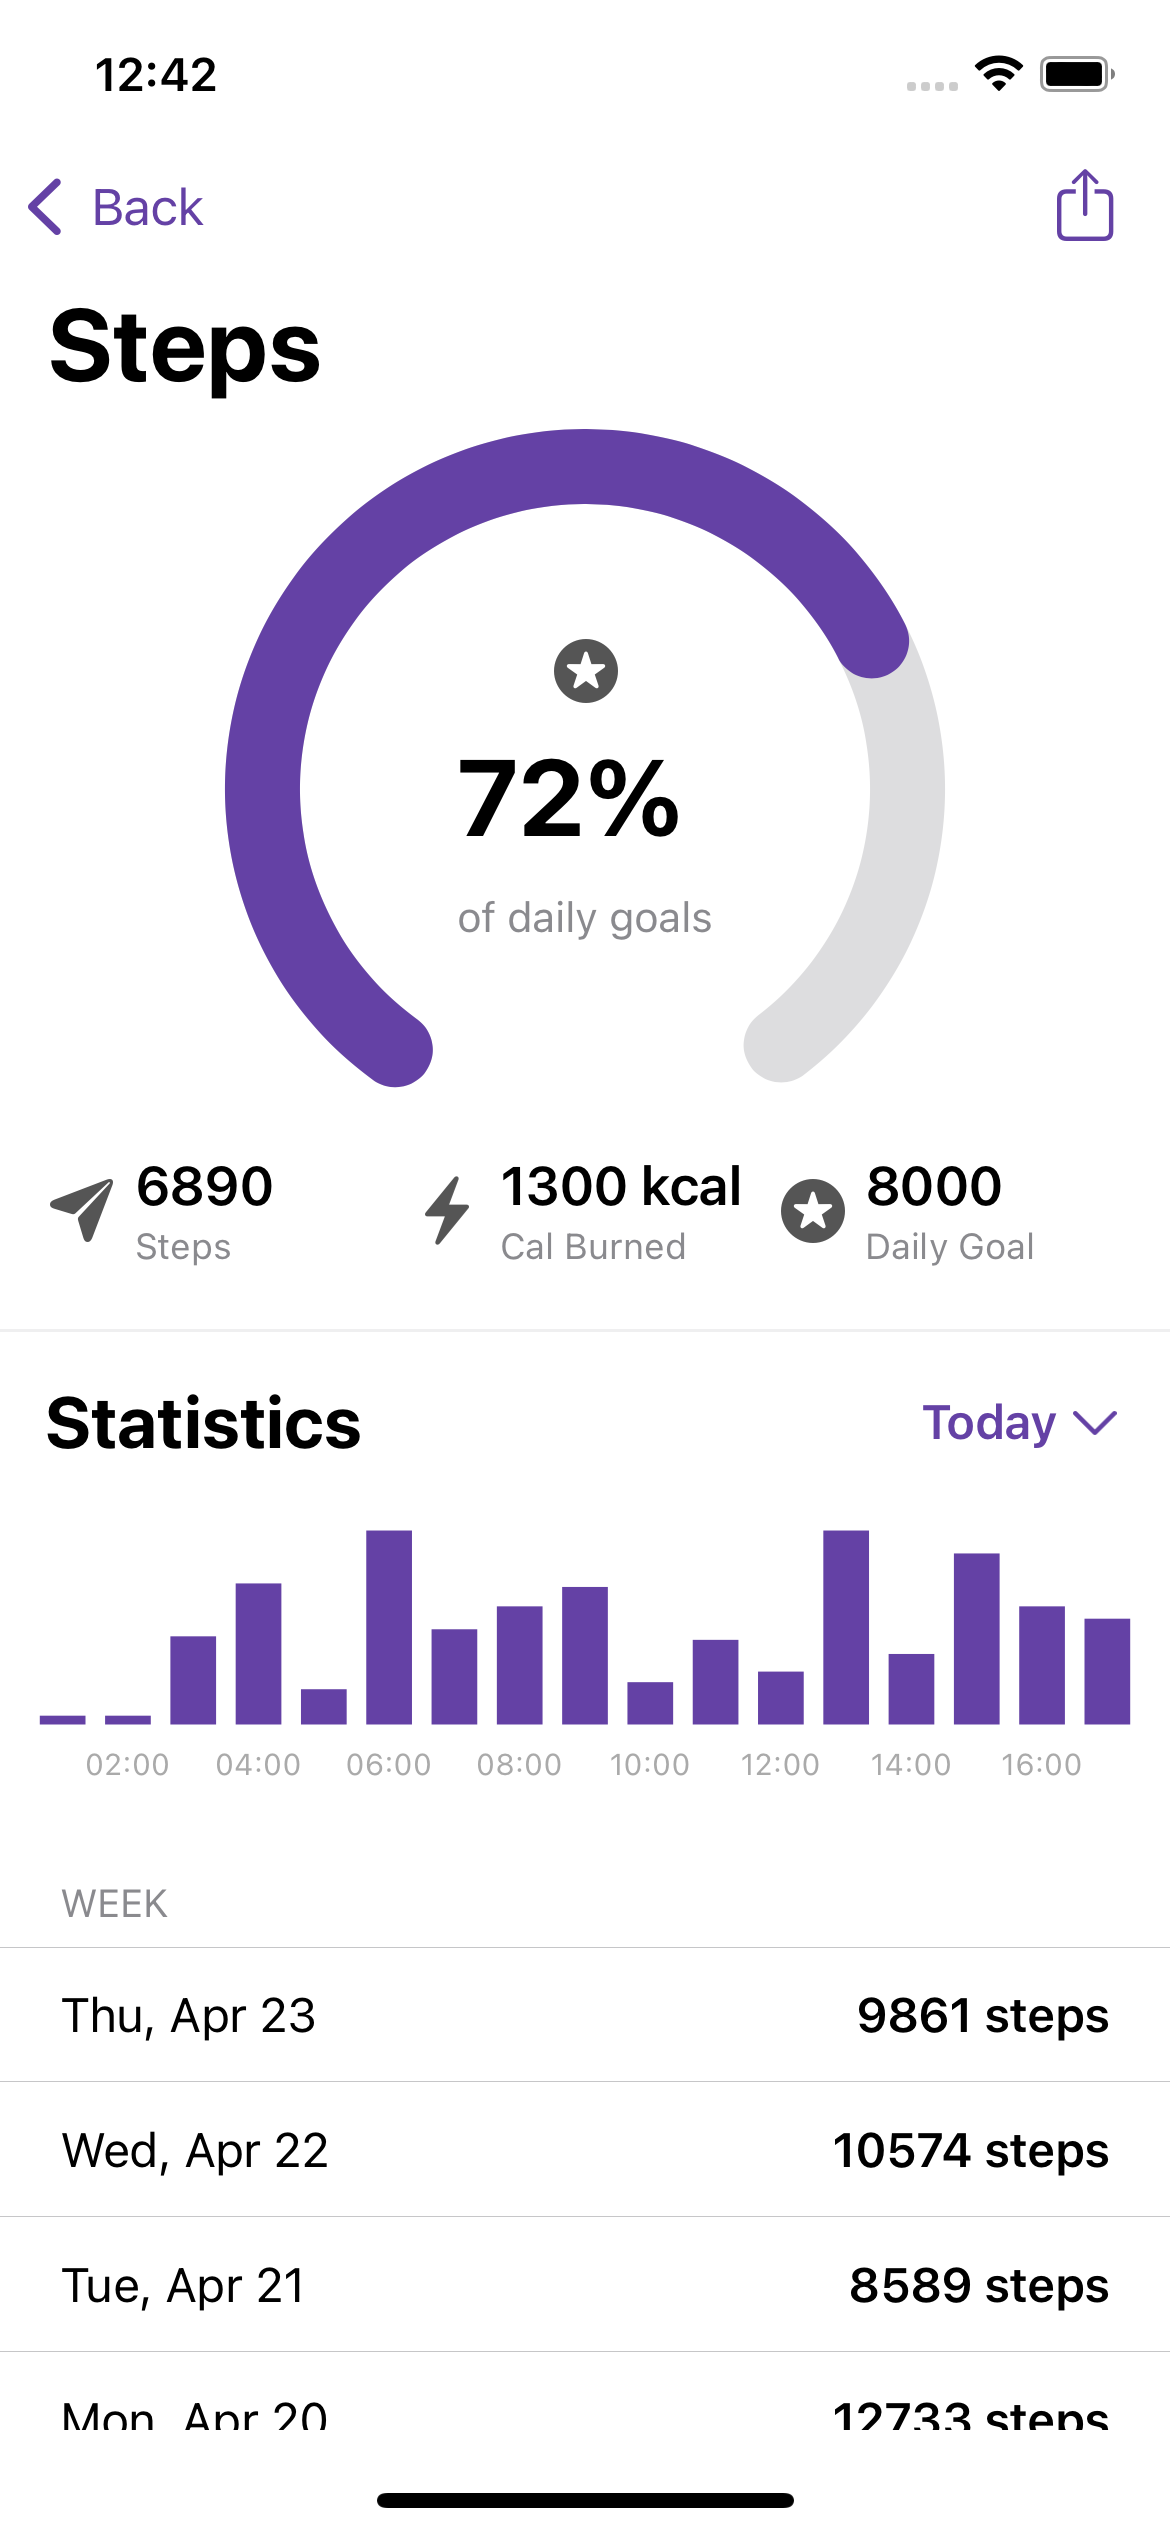 12:42
Back
Steps
72%
of daily goals
6890
Steps
1300 kcal
Cal Burned
8000
Daily Goal
Statistics
Today
02:00 04:00 06:00 08:00 10:00 12:00 14:00 16:00
WEEK
Thu, Apr 23 9861 steps
Wed, Apr 22 10574 steps
Tue, Apr 21 8589 steps
Mon, Apr 20 12733 steps